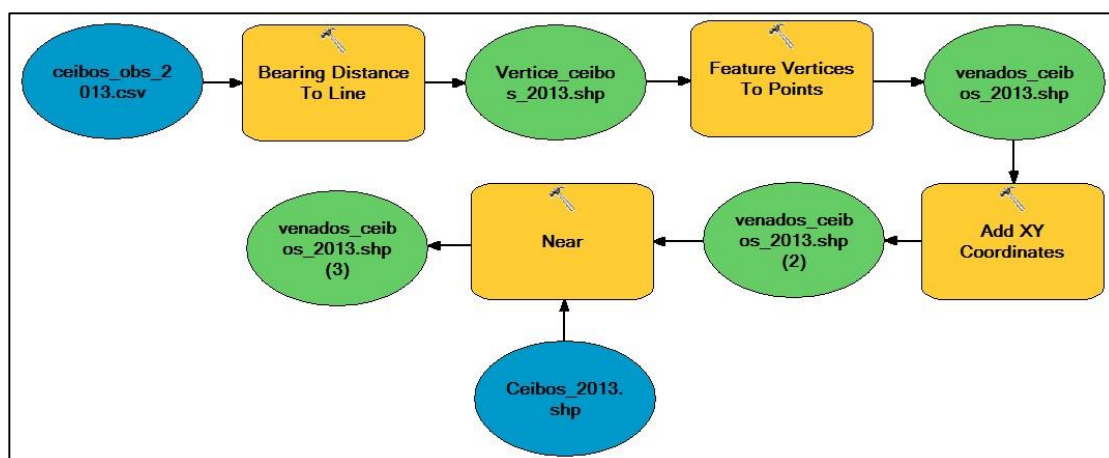 ceibos_obs_2
013.csv
Bearing Distance
To Line
Vertice_ceibo
s_2013.shp
Feature Vertices
To Points
venados_ceib
os_2013.shp
venados_ceib
os_2013.shp
(3)
Near
venados_ceib
os_2013.shp
(2)
Add XY
Coordinates
Ceibos_2013.
shp